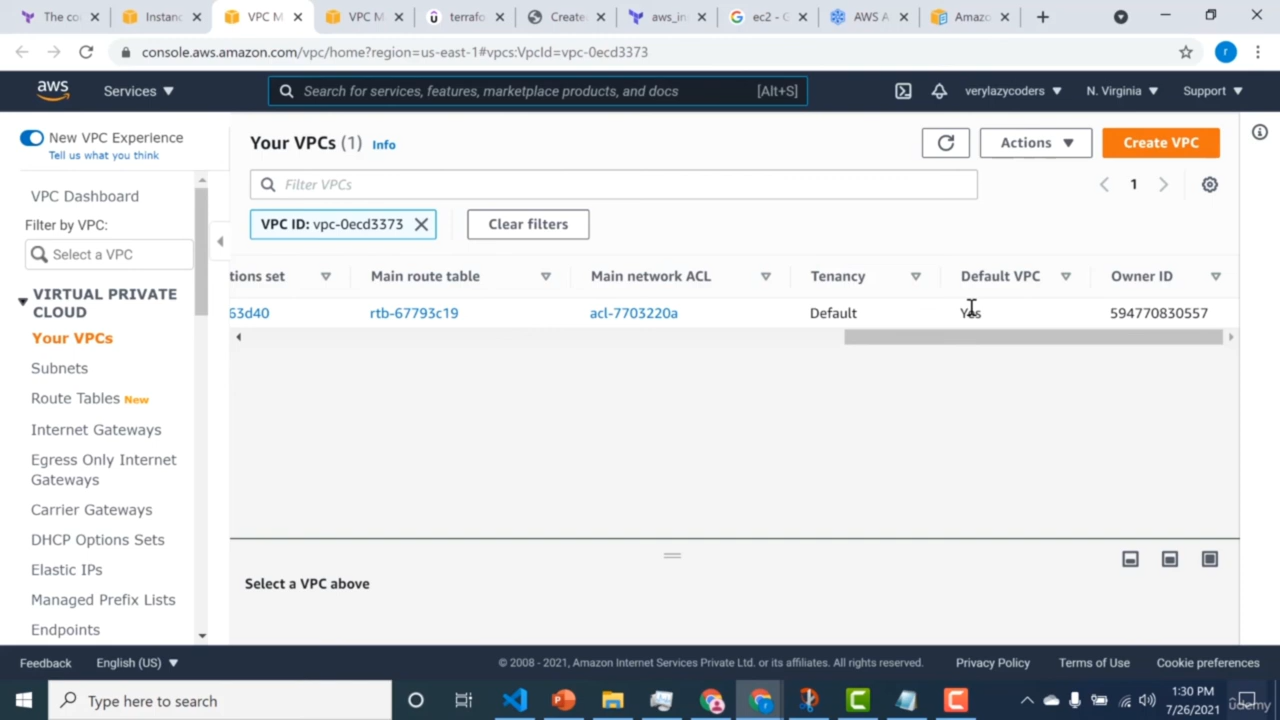 The co
Instanc
VPC M
VPC M
terrafo
Create
aws_in
ec2 - G
AWS A
Amazo
console.aws.amazon.com/vpc/home?region=us-east-1#vpcs:VpcId=vpc-0ecd3373
r
aws
Services
Search for services, features, marketplace products, and docs
[Alt+S]
verylazycoders
N. Virginia
Support
New VPC Experience
Tell us what you think
VPC Dashboard
Filter by VPC:
Select a VPC
VIRTUAL PRIVATE
CLOUD
Your VPCs
Subnets
Route Tables New
Internet Gateways
Egress Only Internet
Gateways
Carrier Gateways
DHCP Options Sets
Elastic IPs
Managed Prefix Lists
Endpoints
Your VPCs (1) Info
Actions
Create VPC
Filter VPCs
1
VPC ID: vpc-0ecd3373
Clear filters
tions set
Main route table
Main network ACL
Tenancy
Default VPC
Owner ID
63d40
rtb-67793c19
acl-7703220a
Default
Yes
594770830557
Select a VPC above
Feedback
English (US)
© 2008 - 2021, Amazon Internet Services Private Ltd. or its affiliates. All rights reserved.
Privacy Policy
Terms of Use
Cookie preferences
Type here to search
1:30 PM
7/26/2021
udemy